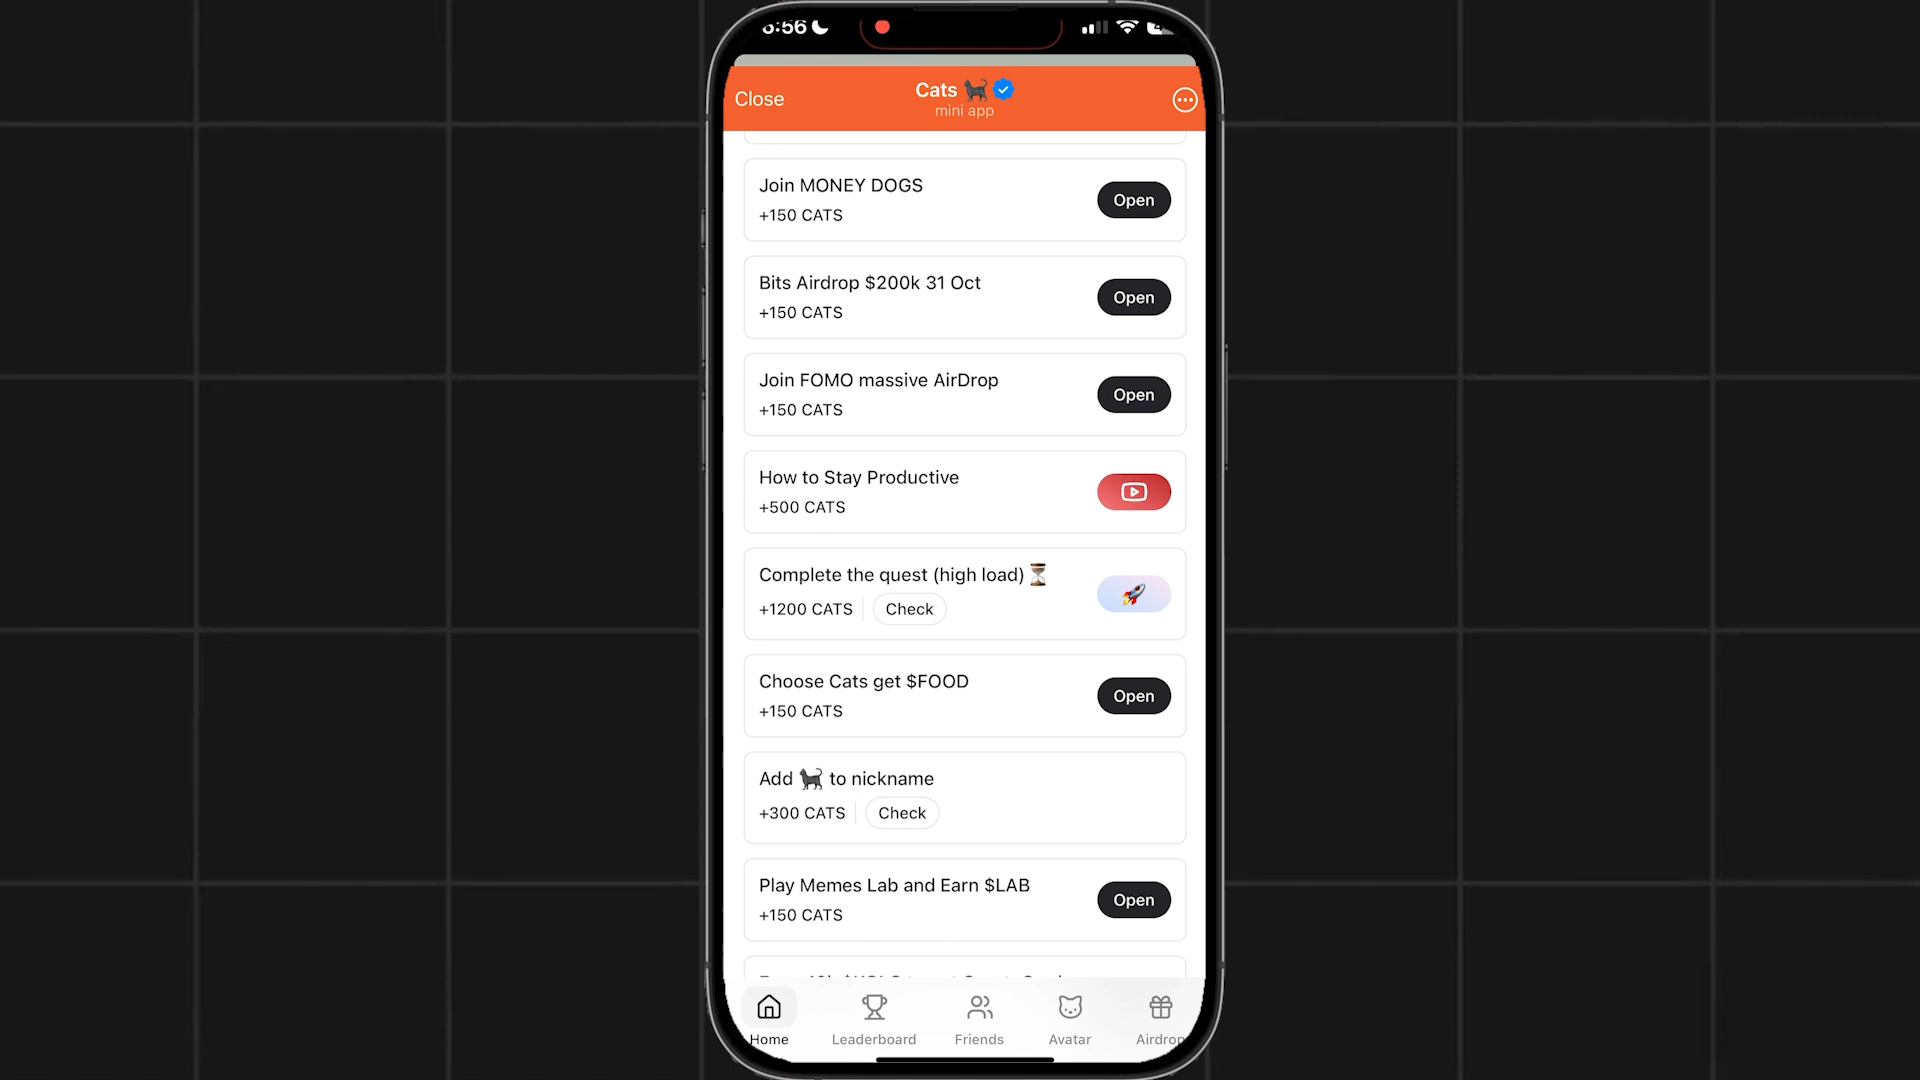 Close
Cats
mini app
Join MONEY DOGS
+150 CATS
Open
Bits Airdrop $200k 31 Oct
+150 CATS
Open
Join FOMO massive AirDrop
+150 CATS
Open
How to Stay Productive
+500 CATS
Complete the quest (high load)
+1200 CATS
Check
Choose Cats get $FOOD
+150 CATS
Open
Add to nickname
+300 CATS
Check
Play Memes Lab and Earn $LAB
+150 CATS
Open
Home
Leaderboard
Friends
Avatar
Airdrop